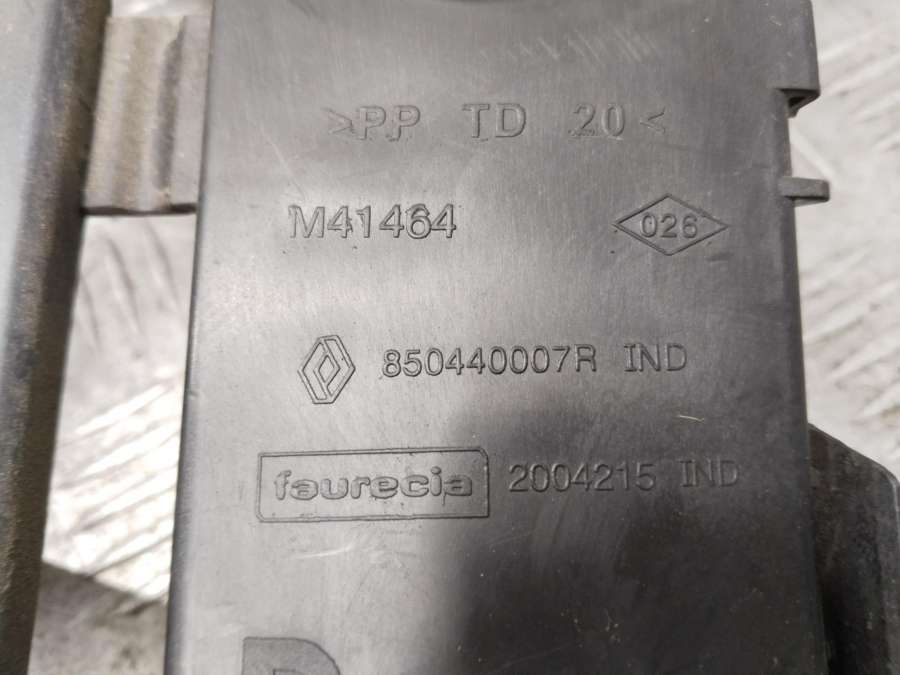 >PP TD 20<
M41464
026
850440007R IND
faurecia 2004215 IND